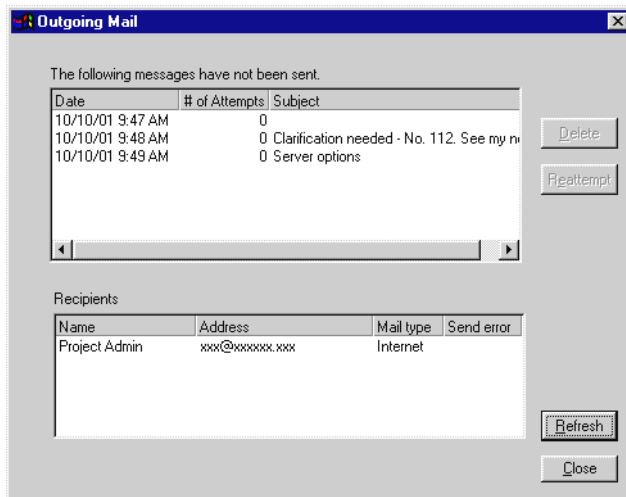 Outgoing Mail
The following messages have not been sent.
Date # of Attempts Subject
10/10/01 9:47 AM 0
10/10/01 9:48 AM 0 Clarification needed - No. 112. See my
10/10/01 9:49 AM 0 Server options
Delete
Reattempt
Recipients
Name Address Mail type Send error
Project Admin xxx@xxxxxx.xxx Internet
Refresh
Close